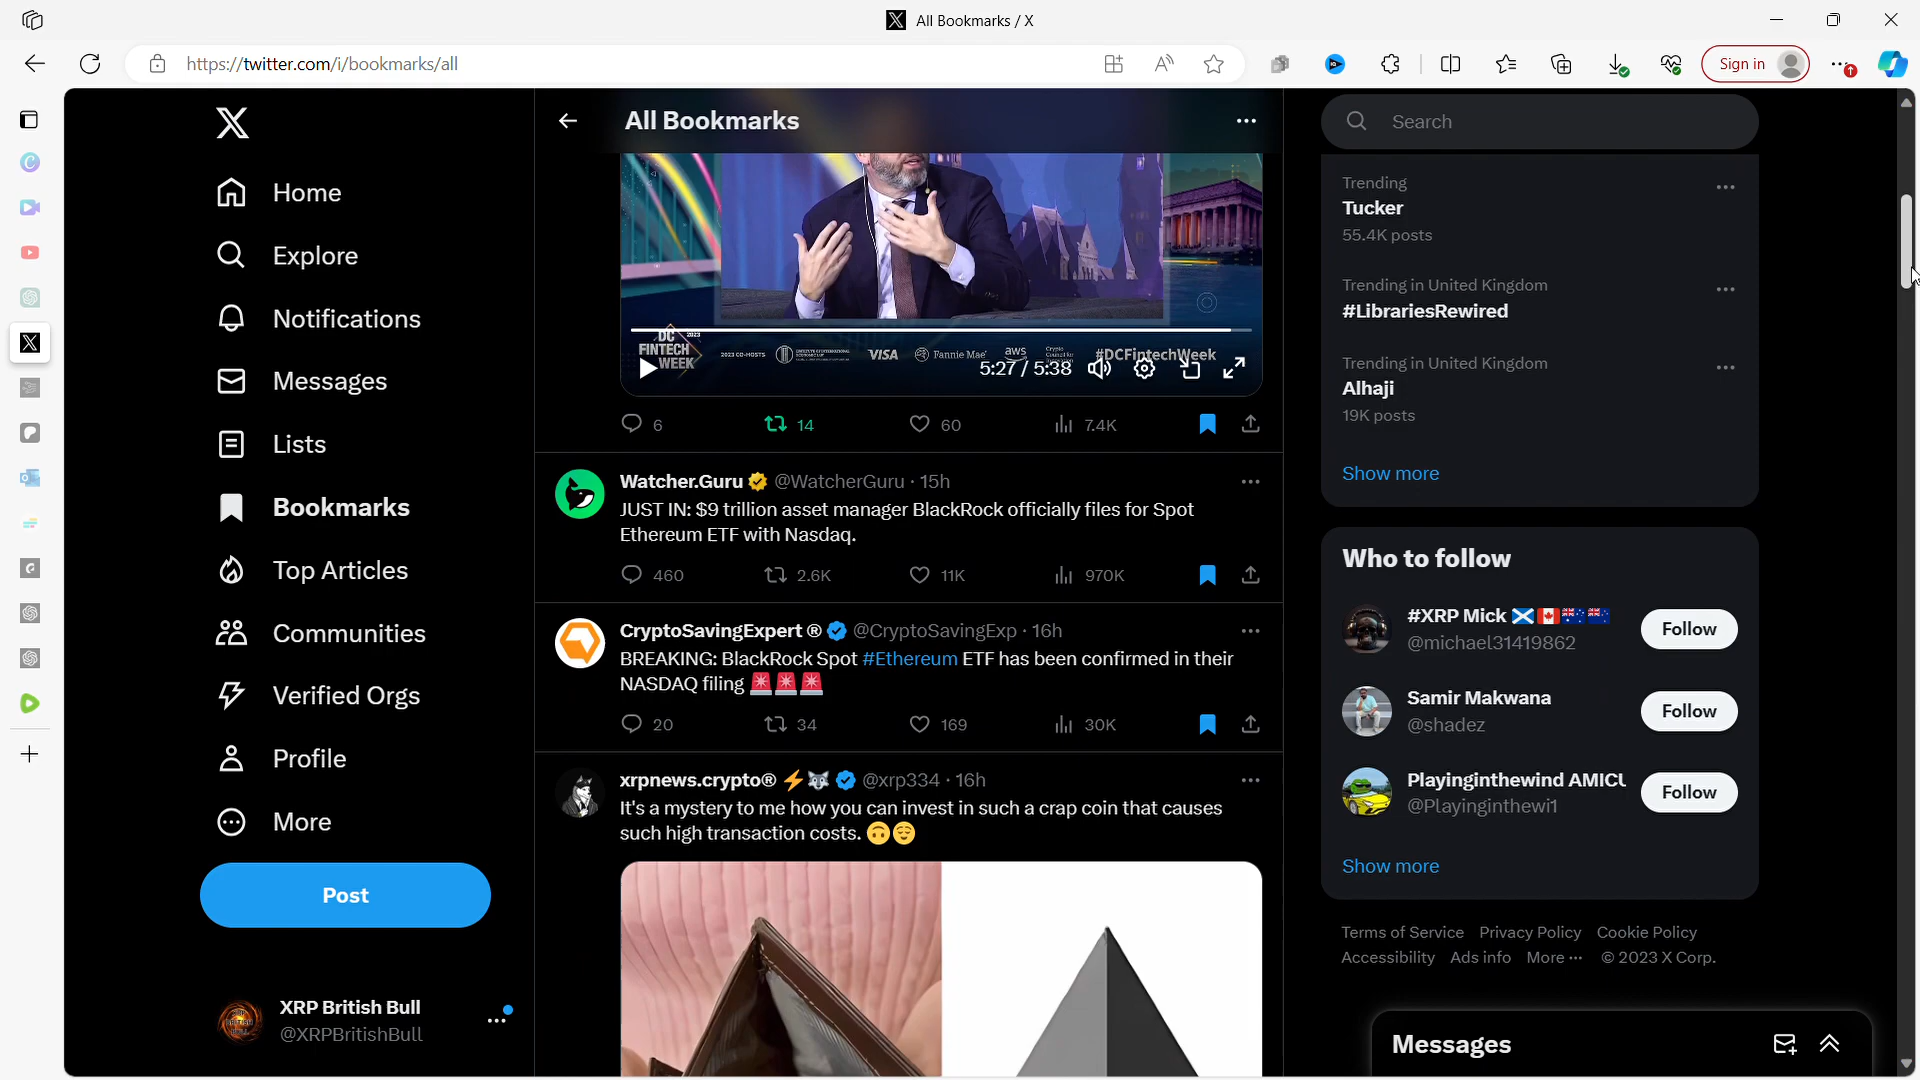 All Bookmarks / X
https://twitter.com/i/bookmarks/all
Sign in
Home
Explore
Notifications
Messages
Lists
Bookmarks
Top Articles
Communities
Verified Orgs
Profile
More
Post
XRP British Bull
@XRPBritishBull
All Bookmarks
DC FINTECH WEEK 2023
2023 CO-HOSTS
VISA
Fannie Mae
aws
#DCFintechWeek
5:27 / 5:38
6 14 60 7.4K
Watcher.Guru @WatcherGuru · 15h
JUST IN: $9 trillion asset manager BlackRock officially files for Spot
Ethereum ETF with Nasdaq.
460 2.6K 11K 970K
CryptoSavingExpert ® @CryptoSavingExp · 16h
BREAKING: BlackRock Spot #Ethereum ETF has been confirmed in their
NASDAQ filing 🚨🚨🚨
20 34 169 30K
xrpnews.crypto® ⚡🐺 @xrp334 · 16h
It's a mystery to me how you can invest in such a crap coin that causes
such high transaction costs. 🙃😌
Search
Trending
Tucker
55.4K posts
Trending in United Kingdom
#LibrariesRewired
Trending in United Kingdom
Alhaji
19K posts
Show more
Who to follow
#XRP Mick 🏴󠁧󠁢󠁳󠁣󠁴󠁿🇨🇦🇦🇺🇳🇿
@michael31419862
Follow
Samir Makwana
@shadez
Follow
Playinginthewind AMICU
@Playinginthewi1
Follow
Show more
Terms of Service Privacy Policy Cookie Policy
Accessibility Ads info More ··· © 2023 X Corp.
Messages